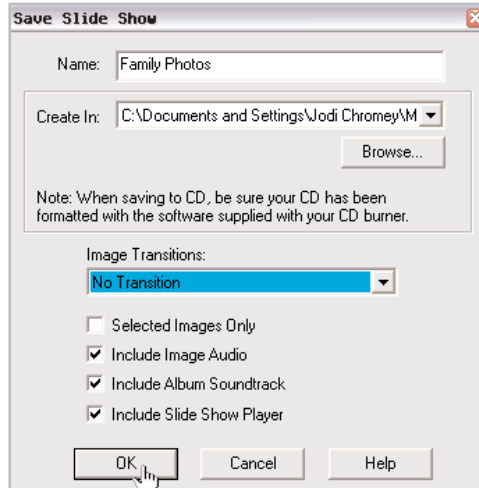 Save Slide Show
Name: Family Photos
Create In: C:\Documents and Settings\Jodi Chromey\M
Browse...
Note: When saving to CD, be sure your CD has been
formatted with the software supplied with your CD burner.
Image Transitions:
No Transition
Selected Images Only
Include Image Audio
Include Album Soundtrack
Include Slide Show Player
OK Cancel Help